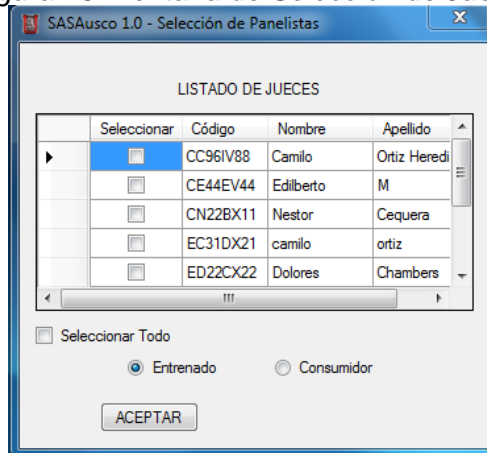 SASAusco 1.0 - Selección de Panelistas
LISTADO DE JUECES
Seleccionar Código Nombre Apellido
CC96IV88 Camilo Ortiz Heredi
CE44EV44 Edilberto M
CN22BX11 Nestor Cequera
EC31DX21 camilo ortiz
ED22CX22 Dolores Chambers
Seleccionar Todo
Entrenado Consumidor
ACEPTAR